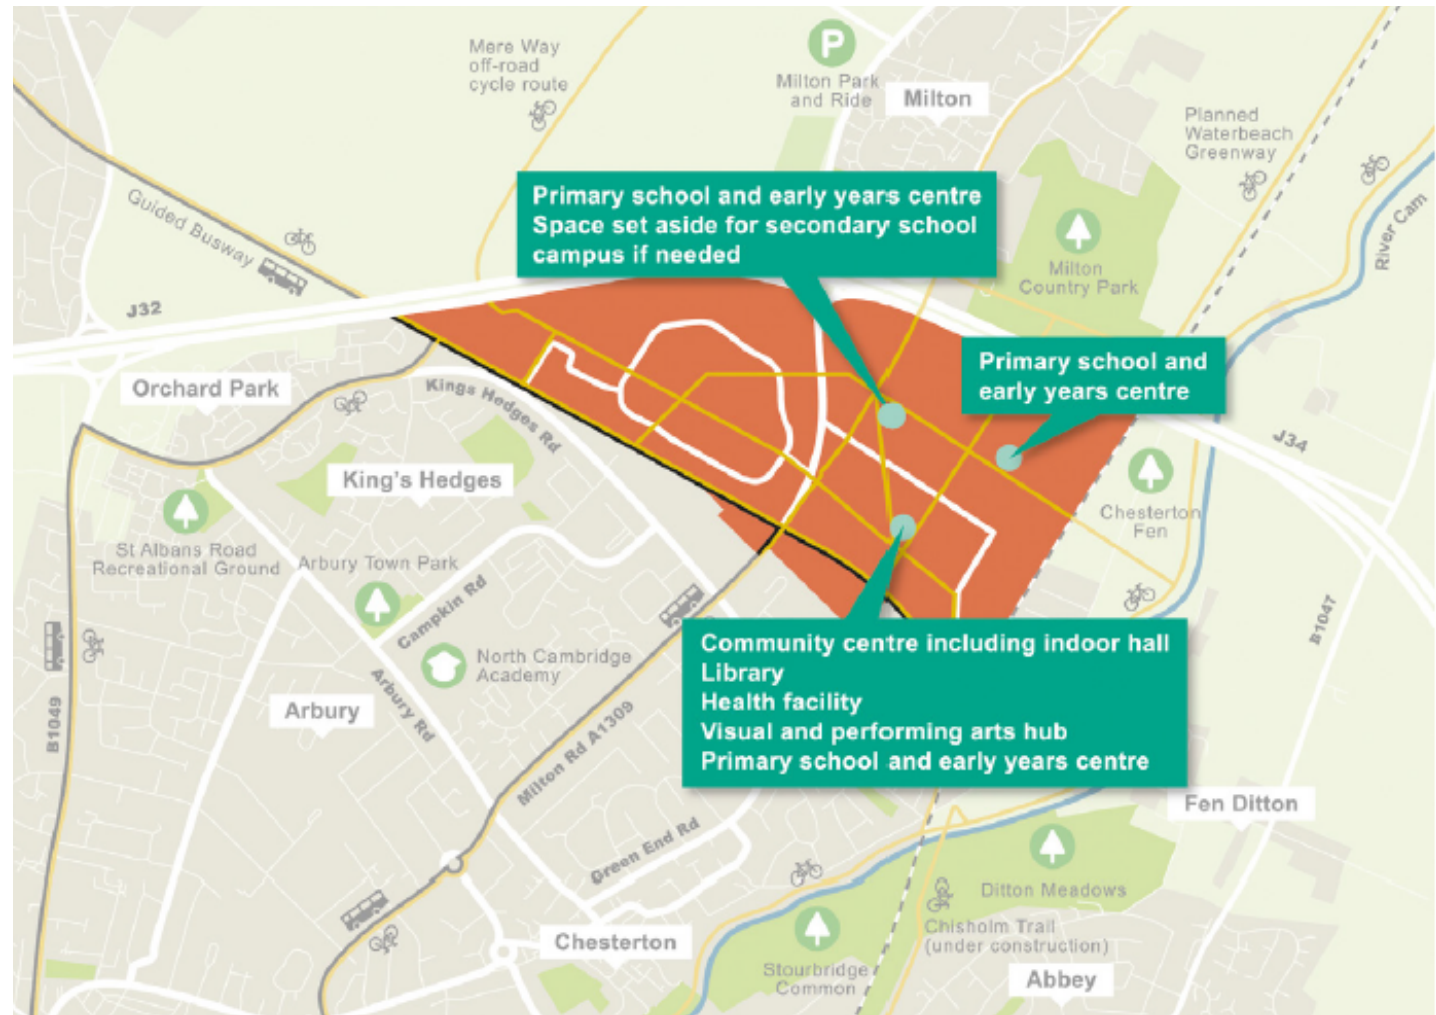 Mere Way
off-road
cycle route
P
Milton Park
and Ride
Milton
Planned
Waterbeach
Greenway
Guided Busway
River Cam
Primary school and early years centre
Space set aside for secondary school
campus if needed
Milton
Country Park
J32
Orchard Park
Kings Hedges Rd
Primary school and
early years centre
J34
King's Hedges
Chesterton
Fen
St Albans Road
Recreational Ground
Arbury Town Park
Campkin Rd
B1047
North Cambridge
Academy
Community centre including indoor hall
Library
Health facility
Visual and performing arts hub
Primary school and early years centre
Arbury
Arbury Rd
B1049
Milton Rd A1309
Fen Ditton
Green End Rd
Ditton Meadows
Chesterton
Chisholm Trail
(under construction)
Stourbridge
Common
Abbey